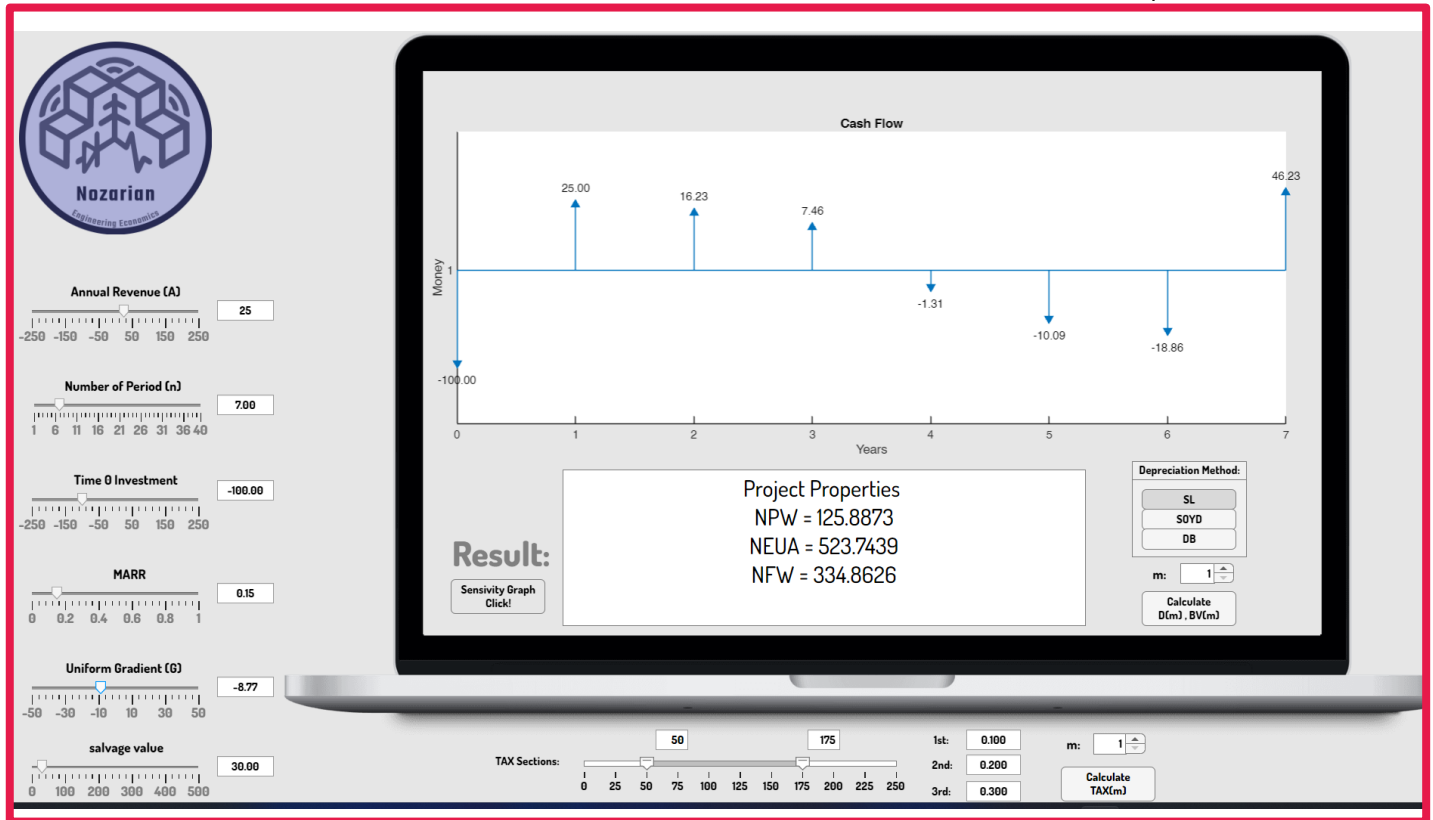 Nozarian
Engineering Economics
Annual Revenue (A)
25
-250 -150 -50 50 150 250
Number of Period (n)
7.00
1 6 11 16 21 26 31 36 40
Time 0 Investment
-100.00
-250 -150 -50 50 150 250
MARR
0.15
0 0.2 0.4 0.6 0.8 1
Uniform Gradient (G)
-8.77
-50 -30 -10 10 30 50
salvage value
30.00
0 100 200 300 400 500
Cash Flow
Money
1
-100.00
25.00
16.23
7.46
-1.31
-10.09
-18.86
46.23
0 1 2 3 4 5 6 7
Years
Result:
Sensivity Graph
Click!
Project Properties
NPW = 125.8873
NEUA = 523.7439
NFW = 334.8626
Depreciation Method:
SL
SOYD
DB
m: 1
Calculate
D(m) , BV(m)
TAX Sections:
50 175
0 25 50 75 100 125 150 175 200 225 250
1st: 0.100
2nd: 0.200
3rd: 0.300
m: 1
Calculate
TAX(m)